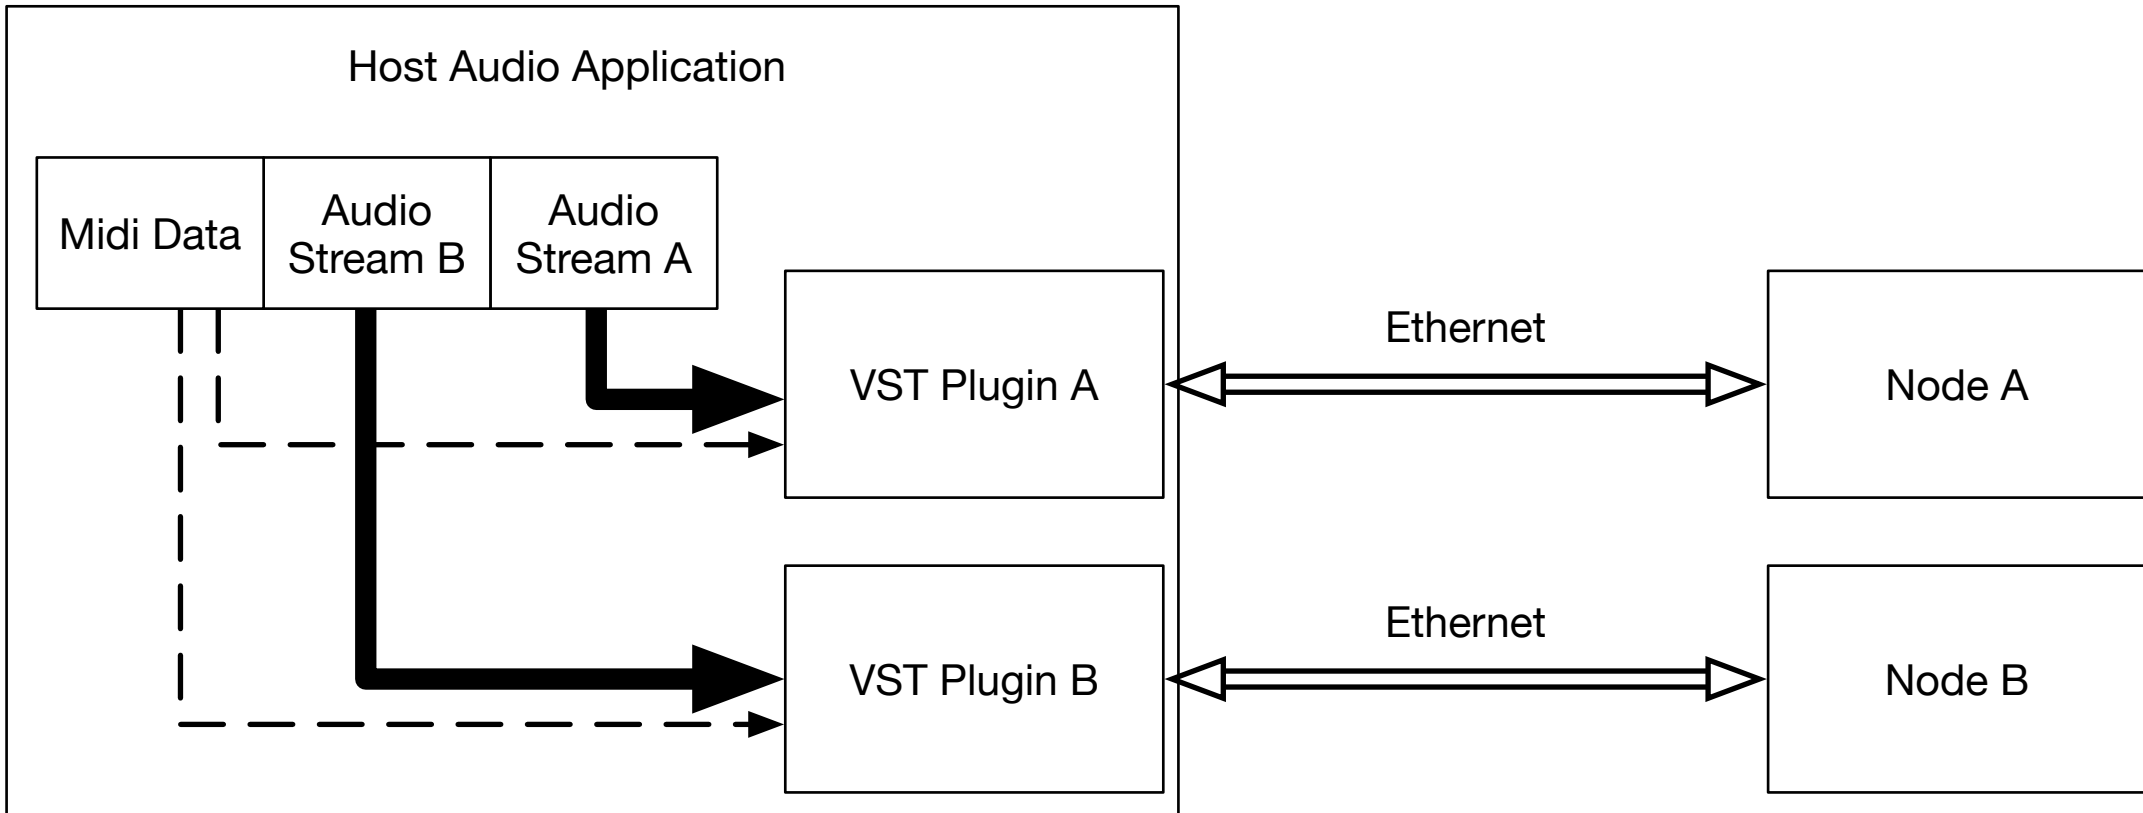 Host Audio Application
Midi Data
Audio
Stream B
Audio
Stream A
VST Plugin A
Ethernet
Node A
VST Plugin B
Ethernet
Node B